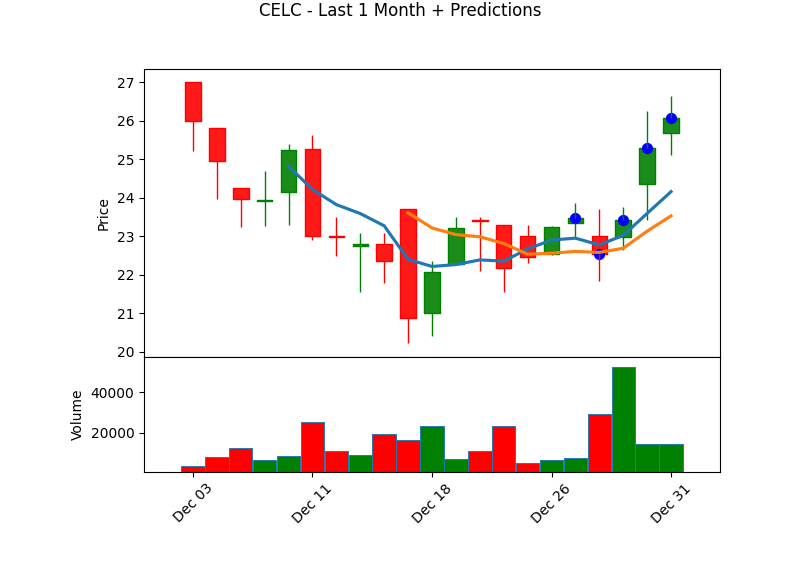 CELC - Last 1 Month + Predictions
27
26
25
24
23
22
21
20
Price
40000
20000
Volume
Dec 03
Dec 11
Dec 18
Dec 26
Dec 31